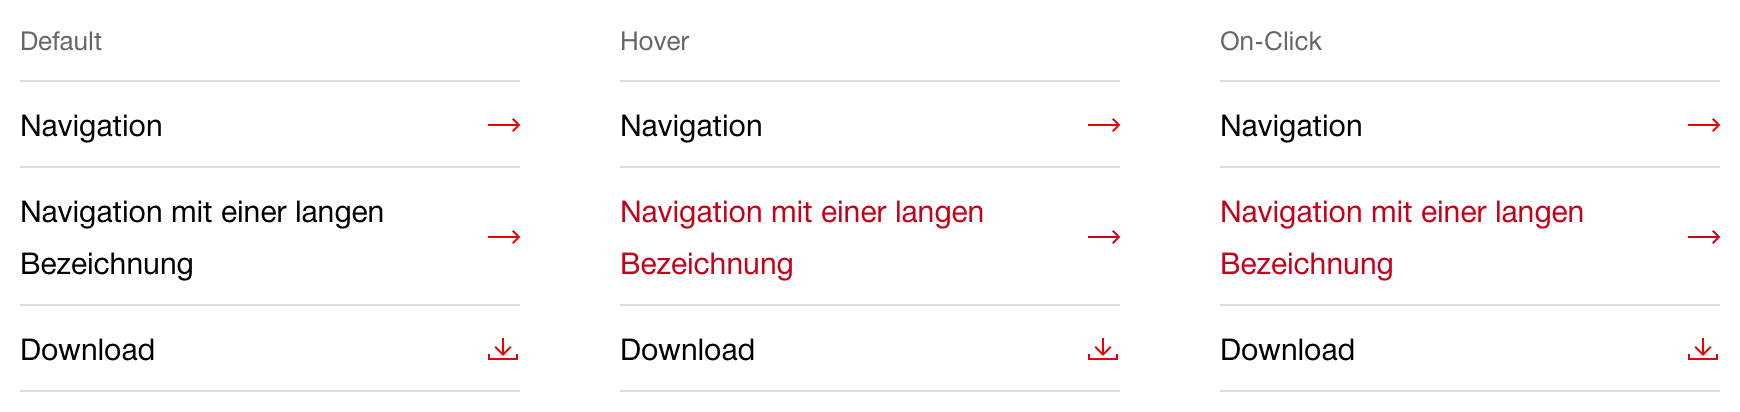 Default
Navigation
Navigation mit einer langen
Bezeichnung
Download
Hover
Navigation
Navigation mit einer langen
Bezeichnung
Download
On-Click
Navigation
Navigation mit einer langen
Bezeichnung
Download